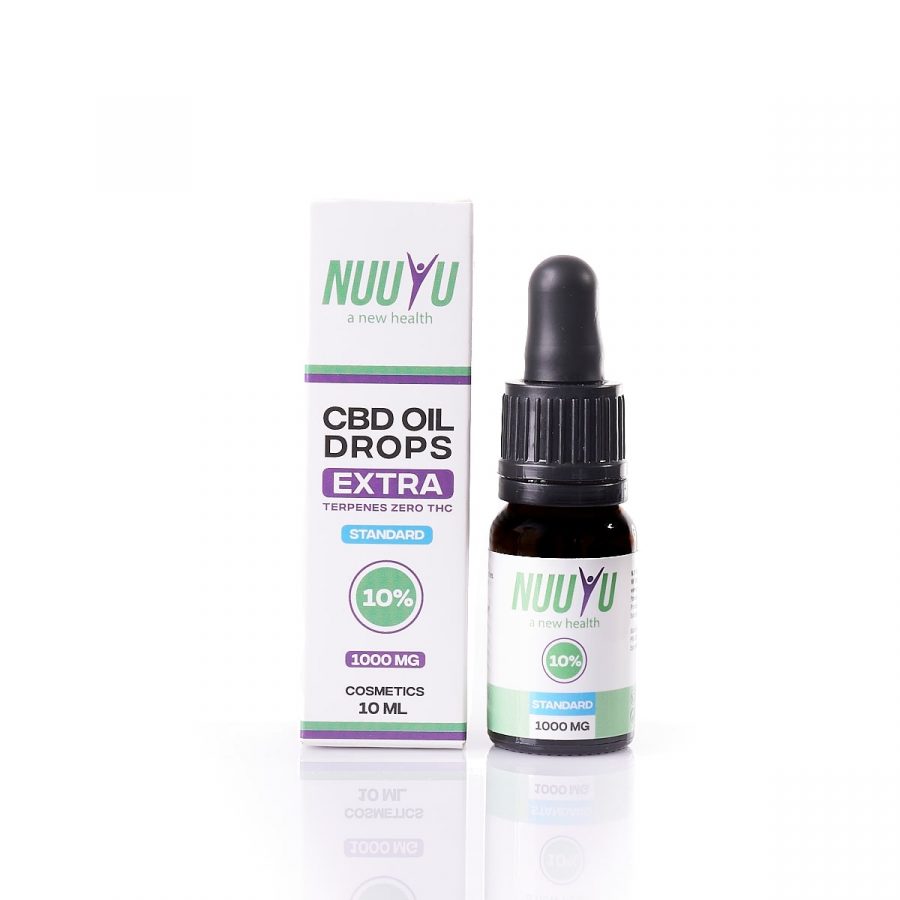 NUUYU
a new health
CBD OIL
DROPS
EXTRA
TERPENES ZERO THC
STANDARD
10%
1000 MG
COSMETICS
10 ML
NUUYU
a new health
10%
STANDARD
1000 MG